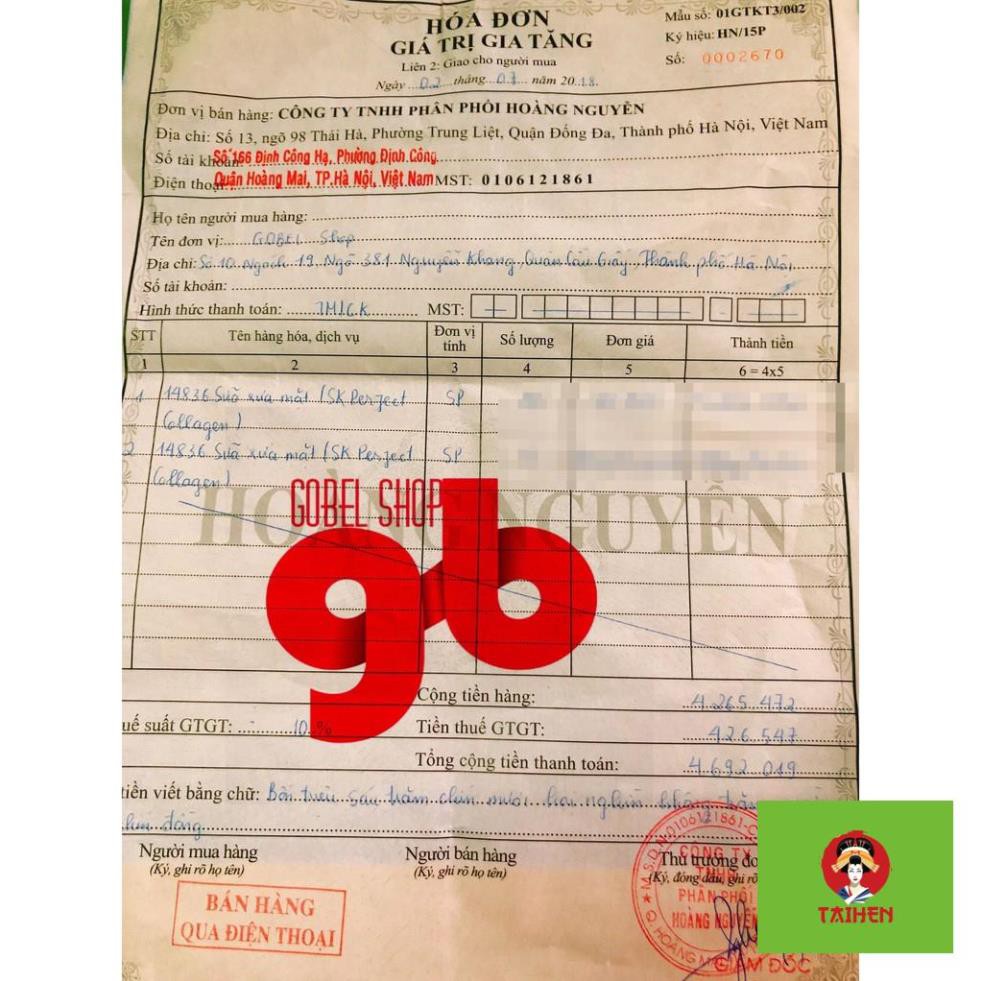 HÓA ĐƠN
GIÁ TRỊ GIA TĂNG
Liên 2: Giao cho người mua
Ngày 02 tháng 07 năm 2018
Mẫu số: 01GTKT3/002
Ký hiệu: HN/15P
Số: 0002670
Đơn vị bán hàng: CÔNG TY TNHH PHÂN PHỐI HOÀNG NGUYÊN
Địa chỉ: Số 13, ngõ 98 Thái Hà, Phường Trung Liệt, Quận Đống Đa, Thành phố Hà Nội, Việt Nam
Số tài khoản: Số 166 Định Công Hạ, Phường Định Công,
Điện thoại Quận Hoàng Mai, TP.Hà Nội, Việt Nam MST: 0106121861
Họ tên người mua hàng:
Tên đơn vị: GOBEL Shop
Địa chỉ: Số 10 Ngách 19, Ngõ 381 Nguyễn Khang, Quận Cầu Giấy, Thành phố Hà Nội
Số tài khoản:
Hình thức thanh toán: TM/CK MST:
STT Tên hàng hóa, dịch vụ Đơn vị tính Số lượng Đơn giá Thành tiền
1 2 3 4 5 6 = 4x5
1 14836 Sữa rửa mặt (SK Perfect SP
Collagen)
2 14836 Sữa rửa mặt (SK Perfect SP
Collagen)
GOBEL SHOP
HOÀNG NGUYÊN
gb
Cộng tiền hàng: 4.265.472
uế suất GTGT: 10 % Tiền thuế GTGT: 426.547
Tổng cộng tiền thanh toán: 4.692.019
tiền viết bằng chữ: Bốn triệu sáu trăm chín mươi hai nghìn không trăm
đồng
Người mua hàng Người bán hàng Thủ trưởng đơ
(Ký, ghi rõ họ tên) (Ký, ghi rõ họ tên) (Ký, đóng dấu, ghi rõ
BÁN HÀNG
QUA ĐIỆN THOẠI
M.S.D.N:0106121861-C
CÔNG TY
TNHH
PHÂN PHỐI
HOÀNG NGUYÊN
Q. HOÀNG M
GIÁM ĐỐC
TAIHEN